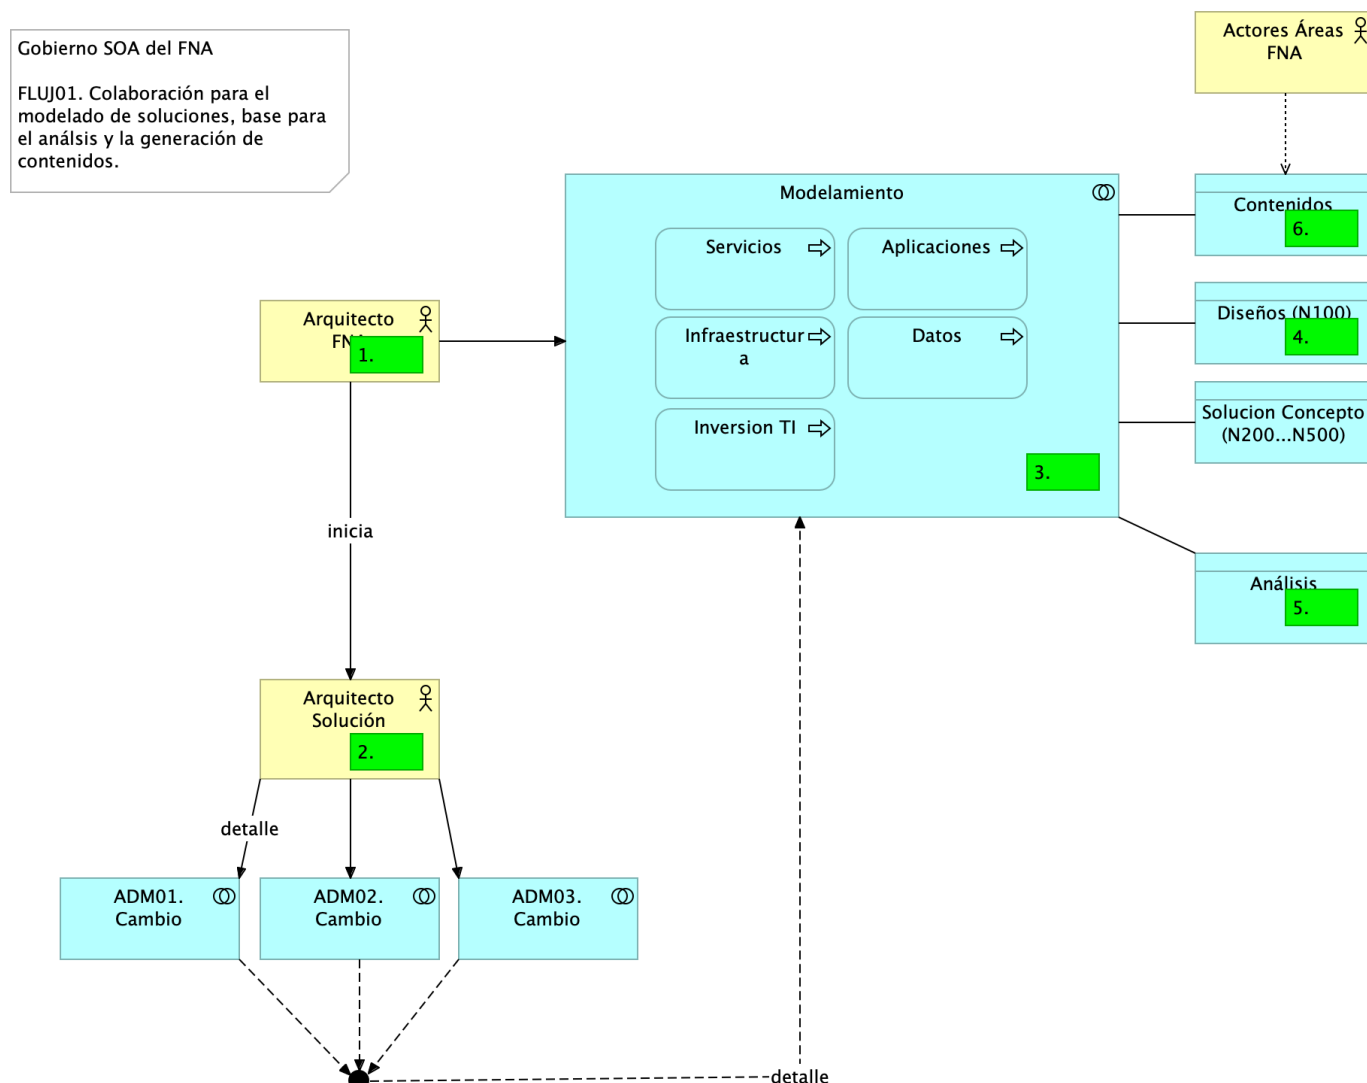 Gobierno SOA del FNA
FLUJ01. Colaboración para el
modelado de soluciones, base para
el análsis y la generación de
contenidos.
Actores Áreas
FNA
Modelamiento
Servicios
Aplicaciones
Infraestructur
a
Datos
Inversion TI
3.
Contenidos
6.
Diseños (N100)
4.
Solucion Concepto
(N200...N500)
Análisis
5.
Arquitecto
FNA
1.
inicia
Arquitecto
Solución
2.
detalle
ADM01.
Cambio
ADM02.
Cambio
ADM03.
Cambio
detalle